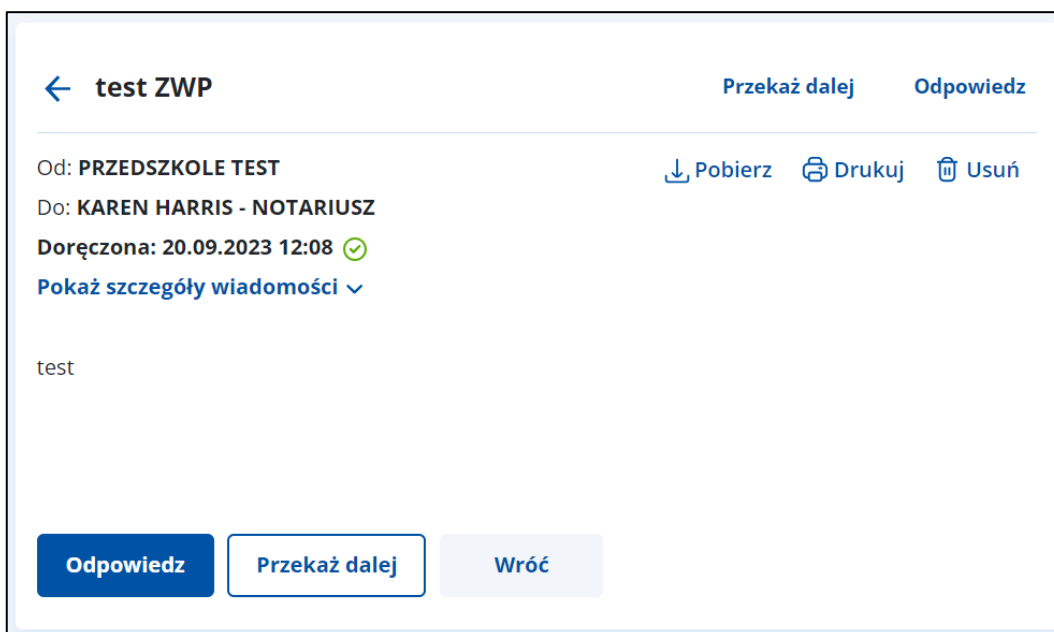 test ZWP Przekaż dalej Odpowiedz
Od: PRZEDSZKOLE TEST Pobierz Drukuj Usuń
Do: KAREN HARRIS - NOTARIUSZ
Doręczona: 20.09.2023 12:08
Pokaż szczegóły wiadomości
test
Odpowiedz Przekaż dalej Wróć